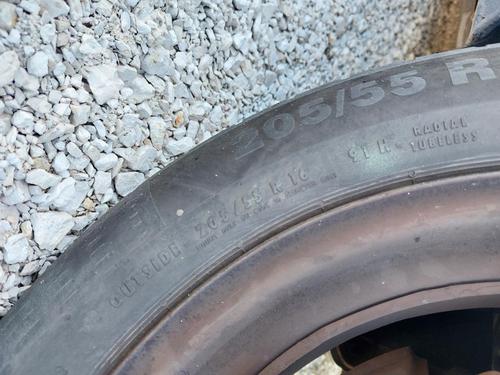 205/55 R
OUTSIDE 205/55 R 16 91 H RADIAL
TUBELESS